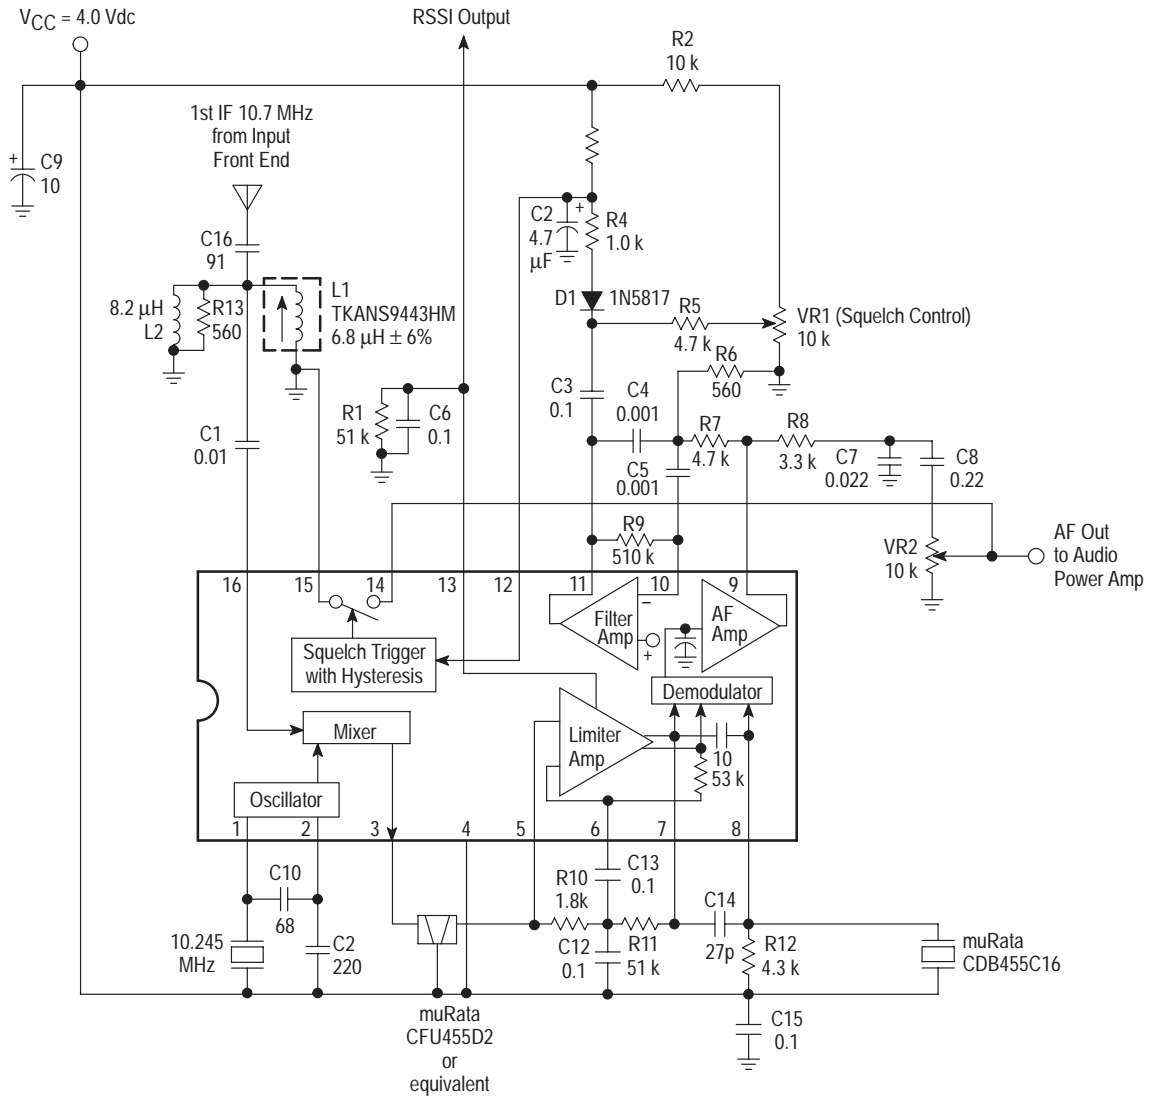 V_CC = 4.0 Vdc
RSSI Output
R2
10 k
1st IF 10.7 MHz
from Input
Front End
+
C9
10
C16
91
8.2 µH
L2
R13
560
L1
TKANS9443HM
6.8 µH ± 6%
C2
4.7
µF
+
R4
1.0 k
D1
1N5817
R5
4.7 k
VR1 (Squelch Control)
10 k
R6
560
C3
0.1
C4
0.001
R1
51 k
C6
0.1
C1
0.01
R7
4.7 k
R8
3.3 k
C5
0.001
C7
0.022
C8
0.22
R9
510 k
VR2
10 k
AF Out
to Audio
Power Amp
16
15
14
13
12
11
10
9
Filter
Amp
−
+
AF
Amp
Squelch Trigger
with Hysteresis
Demodulator
Mixer
Limiter
Amp
10
53 k
Oscillator
1
2
3
4
5
6
7
8
C10
68
C13
0.1
R10
1.8k
C14
27p
10.245
MHz
C2
220
C12
0.1
R11
51 k
R12
4.3 k
muRata
CDB455C16
muRata
CFU455D2
or
equivalent
C15
0.1